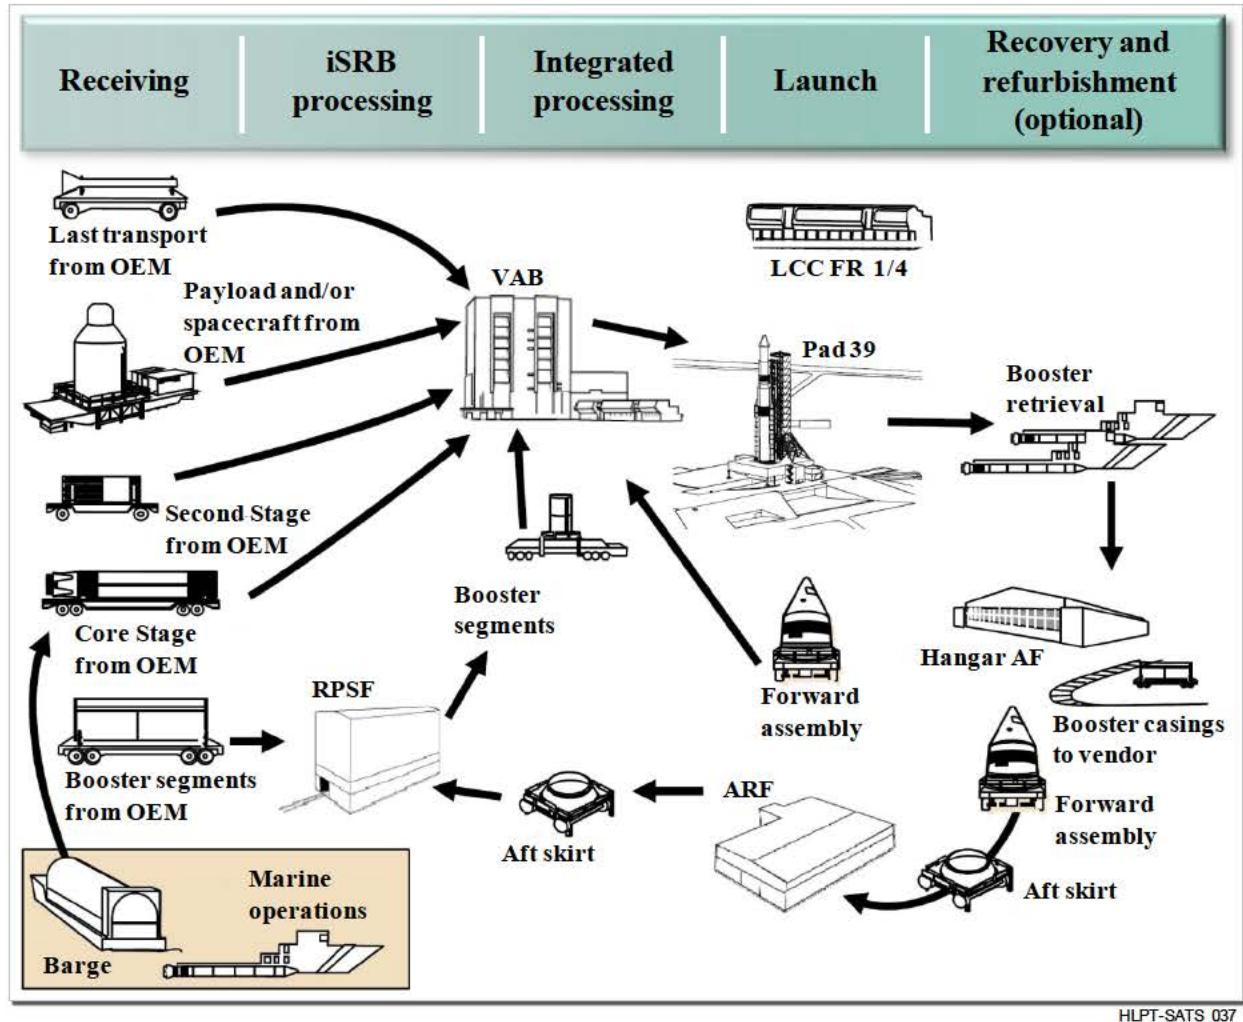 Receiving
iSRB
processing
Integrated
processing
Launch
Recovery and
refurbishment
(optional)
Last transport
from OEM
Payload and/or
spacecraft from
OEM
VAB
LCC FR 1/4
Pad 39
Booster
retrieval
Second Stage
from OEM
Core Stage
from OEM
Booster
segments
Hangar AF
RPSF
Forward
assembly
Booster casings
to vendor
Booster segments
from OEM
ARF
Forward
assembly
Aft skirt
Aft skirt
Marine
operations
Barge
HLPT-SATS 037